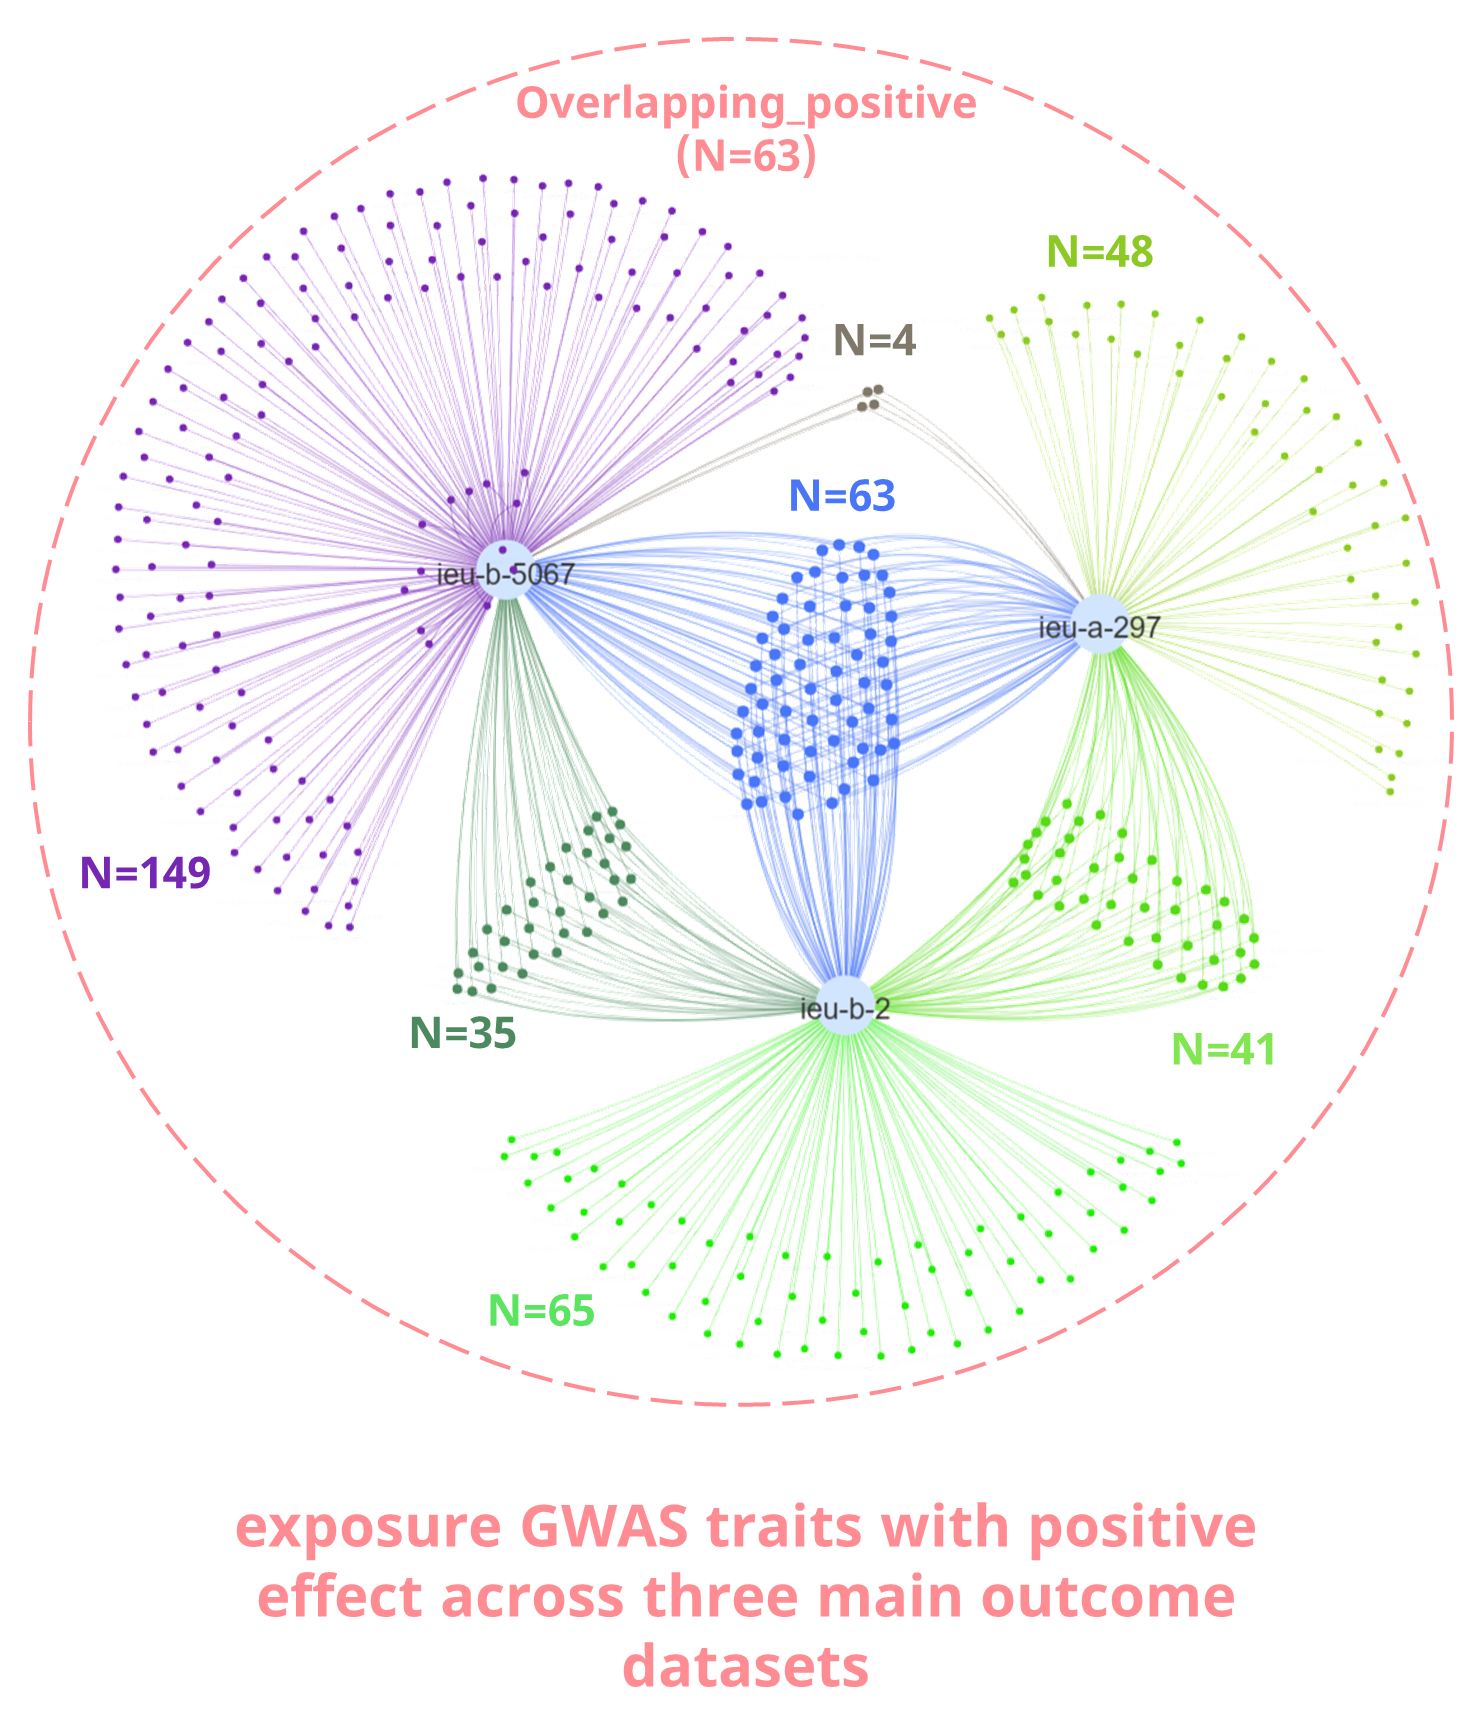 Overlapping_positive
(N=63)
N=48
N=4
N=63
ieu-b-5067
ieu-a-297
N=149
ieu-b-2
N=35
N=41
N=65
exposure GWAS traits with positive
effect across three main outcome
datasets